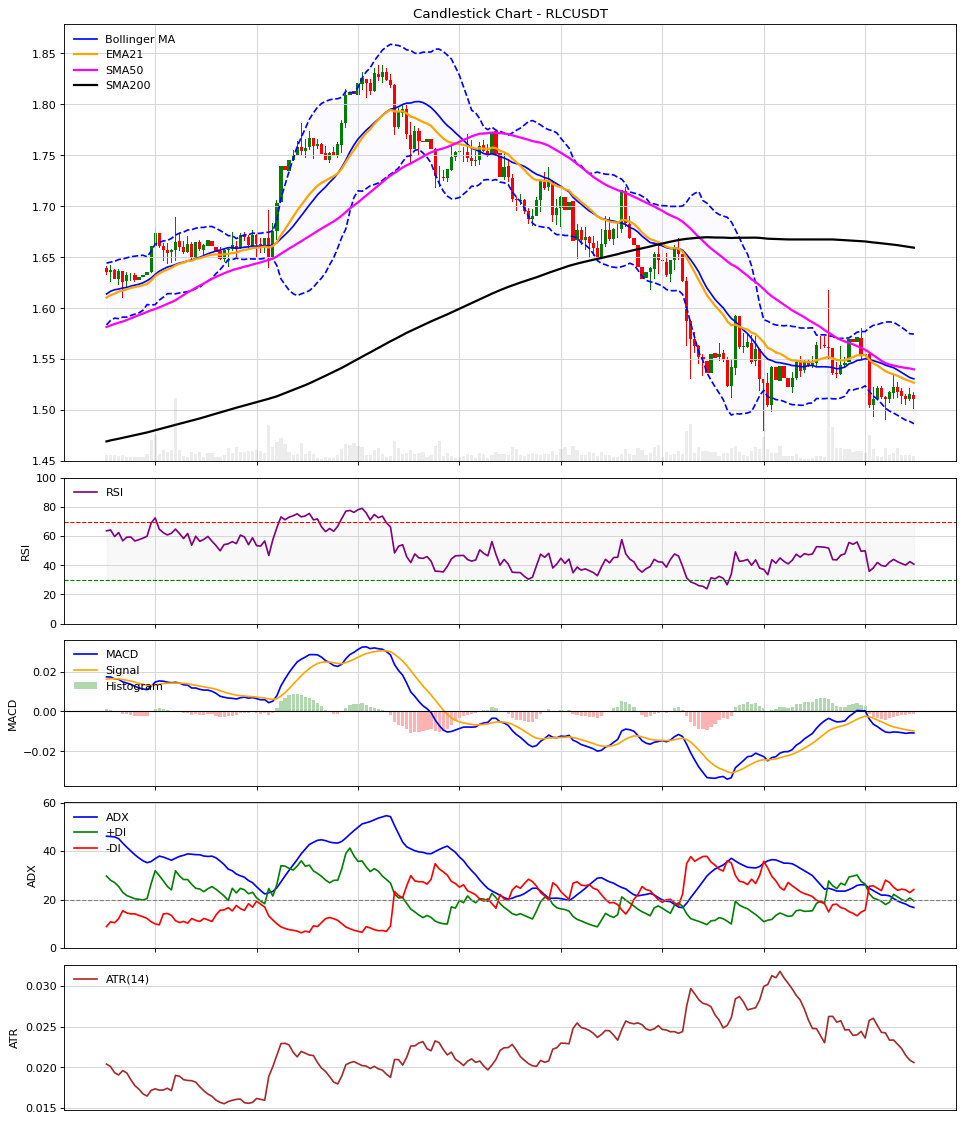 Candlestick Chart - RLCUSDT
Bollinger MA
EMA21
SMA50
SMA200
1.85
1.80
1.75
1.70
1.65
1.60
1.55
1.50
1.45
RSI
RSI
100
80
60
40
20
0
MACD
Signal
Histogram
MACD
0.02
0.00
−0.02
ADX
+DI
-DI
ADX
60
40
20
0
ATR(14)
ATR
0.030
0.025
0.020
0.015